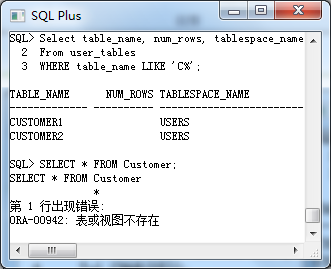 SQL Plus
SQL> Select table_name, num_rows, tablespace_name
2 From user_tables
3 WHERE table_name LIKE 'C%';
TABLE_NAME NUM_ROWS TABLESPACE_NAME
---------- ---------- --------------------
CUSTOMER1 USERS
CUSTOMER2 USERS
SQL> SELECT * FROM Customer;
SELECT * FROM Customer
*
第 1 行出现错误:
ORA-00942: 表或视图不存在